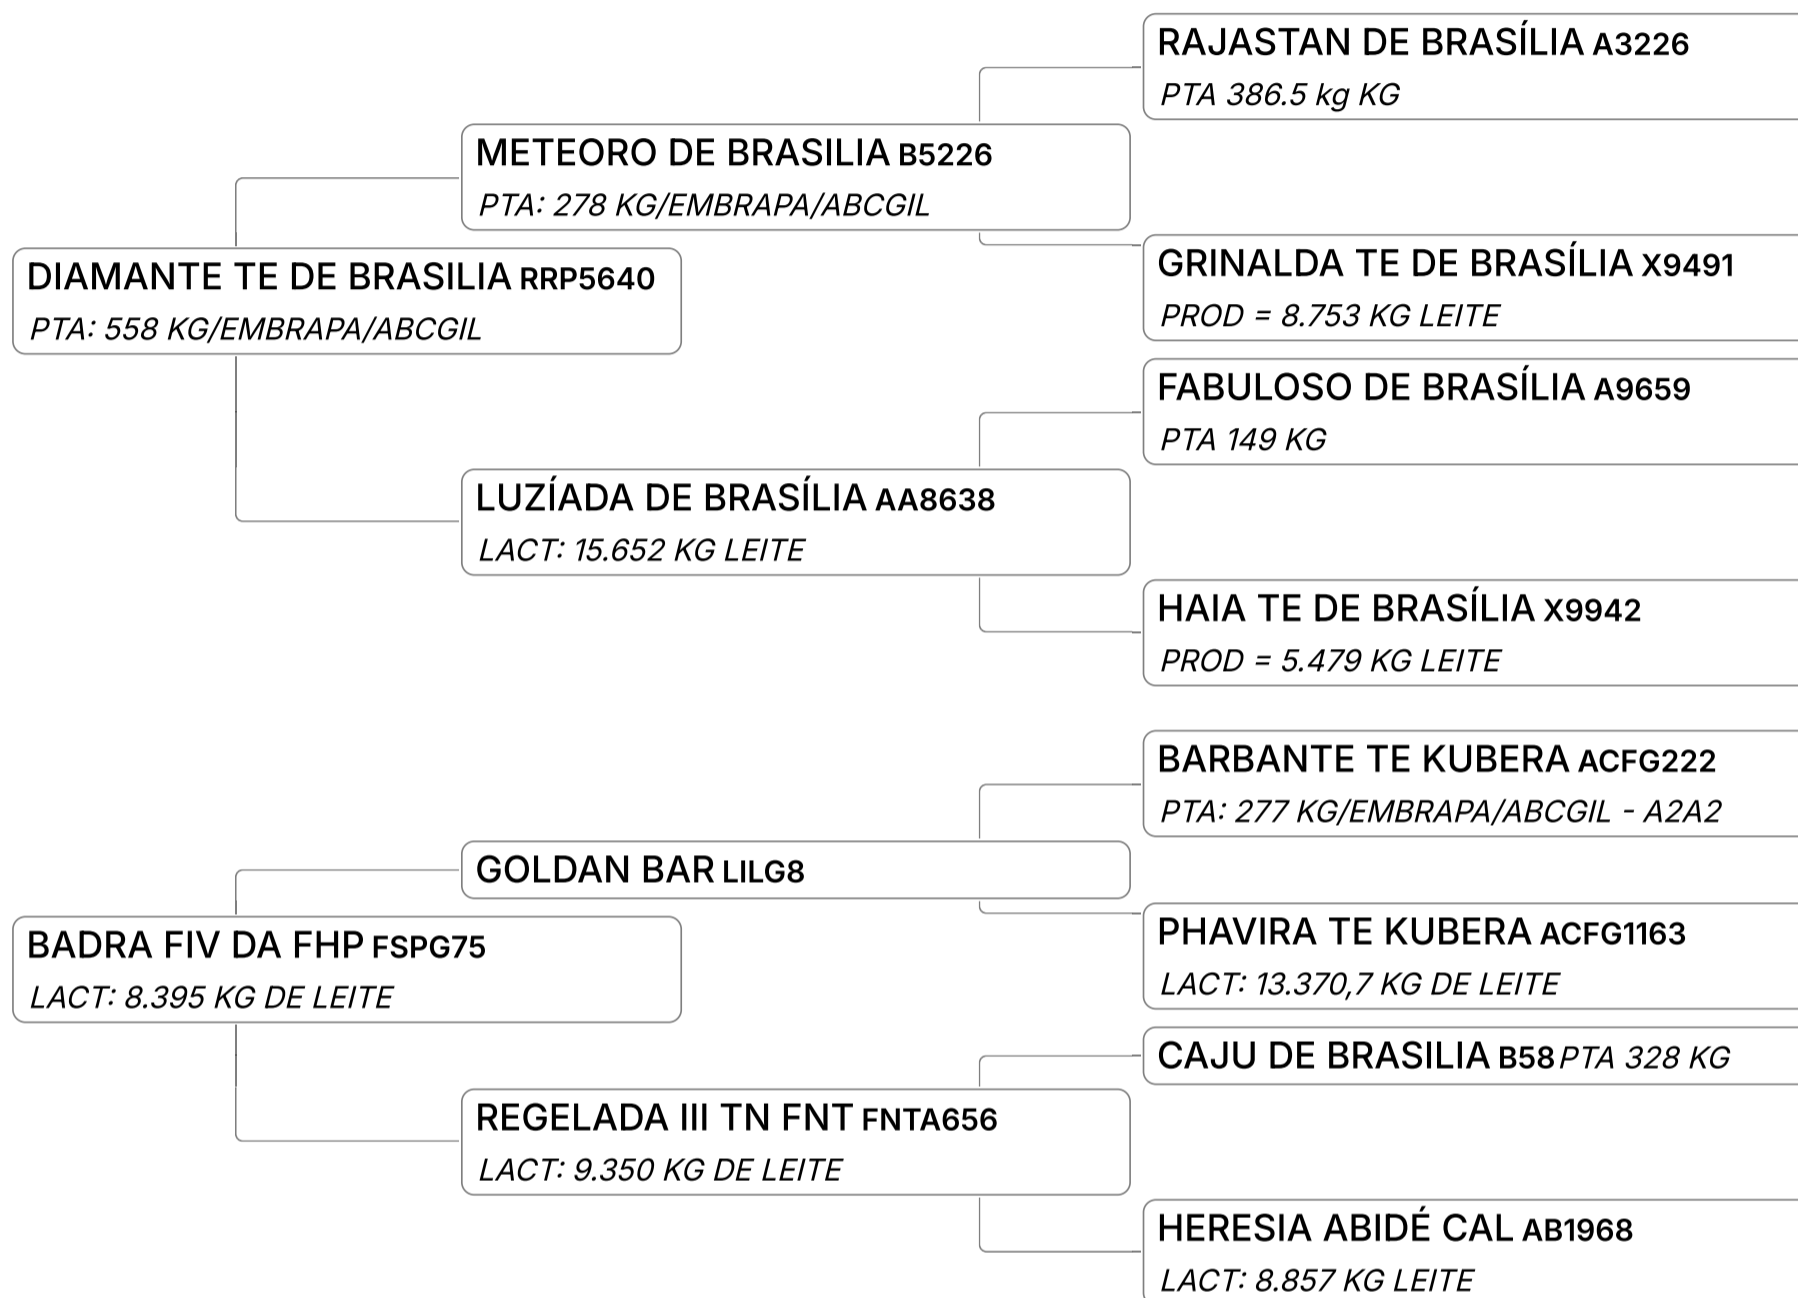 RAJASTAN DE BRASÍLIA A3226
PTA 386.5 kg KG
METEORO DE BRASILIA B5226
PTA: 278 KG/EMBRAPA/ABCGIL
GRINALDA TE DE BRASÍLIA X9491
PROD = 8.753 KG LEITE
DIAMANTE TE DE BRASILIA RRP5640
PTA: 558 KG/EMBRAPA/ABCGIL
FABULOSO DE BRASÍLIA A9659
PTA 149 KG
LUZÍADA DE BRASÍLIA AA8638
LACT: 15.652 KG LEITE
HAIA TE DE BRASÍLIA X9942
PROD = 5.479 KG LEITE
BARBANTE TE KUBERA ACFG222
PTA: 277 KG/EMBRAPA/ABCGIL - A2A2
GOLDAN BAR LILG8
PHAVIRA TE KUBERA ACFG1163
LACT: 13.370,7 KG DE LEITE
BADRA FIV DA FHP FSPG75
LACT: 8.395 KG DE LEITE
CAJU DE BRASILIA B58 PTA 328 KG
REGELADA III TN FNT FNTA656
LACT: 9.350 KG DE LEITE
HERESIA ABIDÉ CAL AB1968
LACT: 8.857 KG LEITE